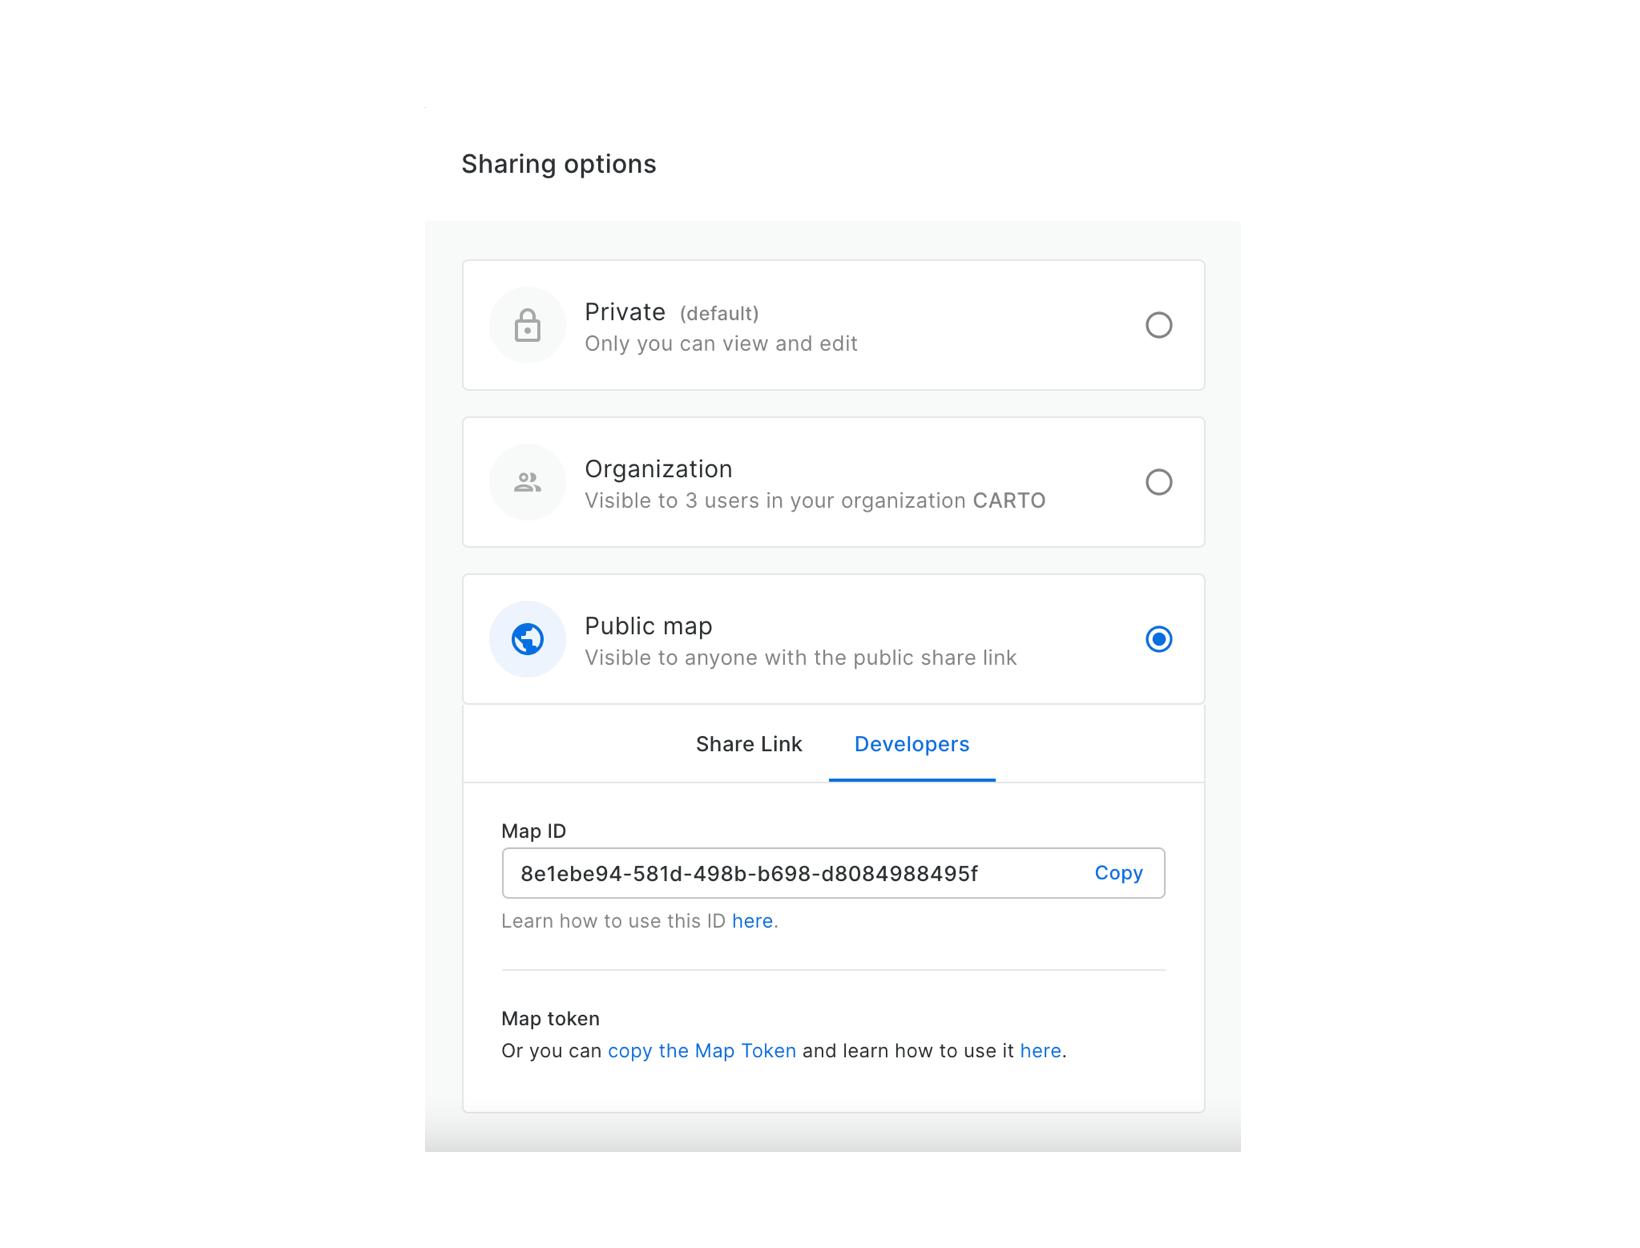 Sharing options
Private (default)
Only you can view and edit
Organization
Visible to 3 users in your organization CARTO
Public map
Visible to anyone with the public share link
Share Link Developers
Map ID
8e1ebe94-581d-498b-b698-d8084988495f Copy
Learn how to use this ID here.
Map token
Or you can copy the Map Token and learn how to use it here.